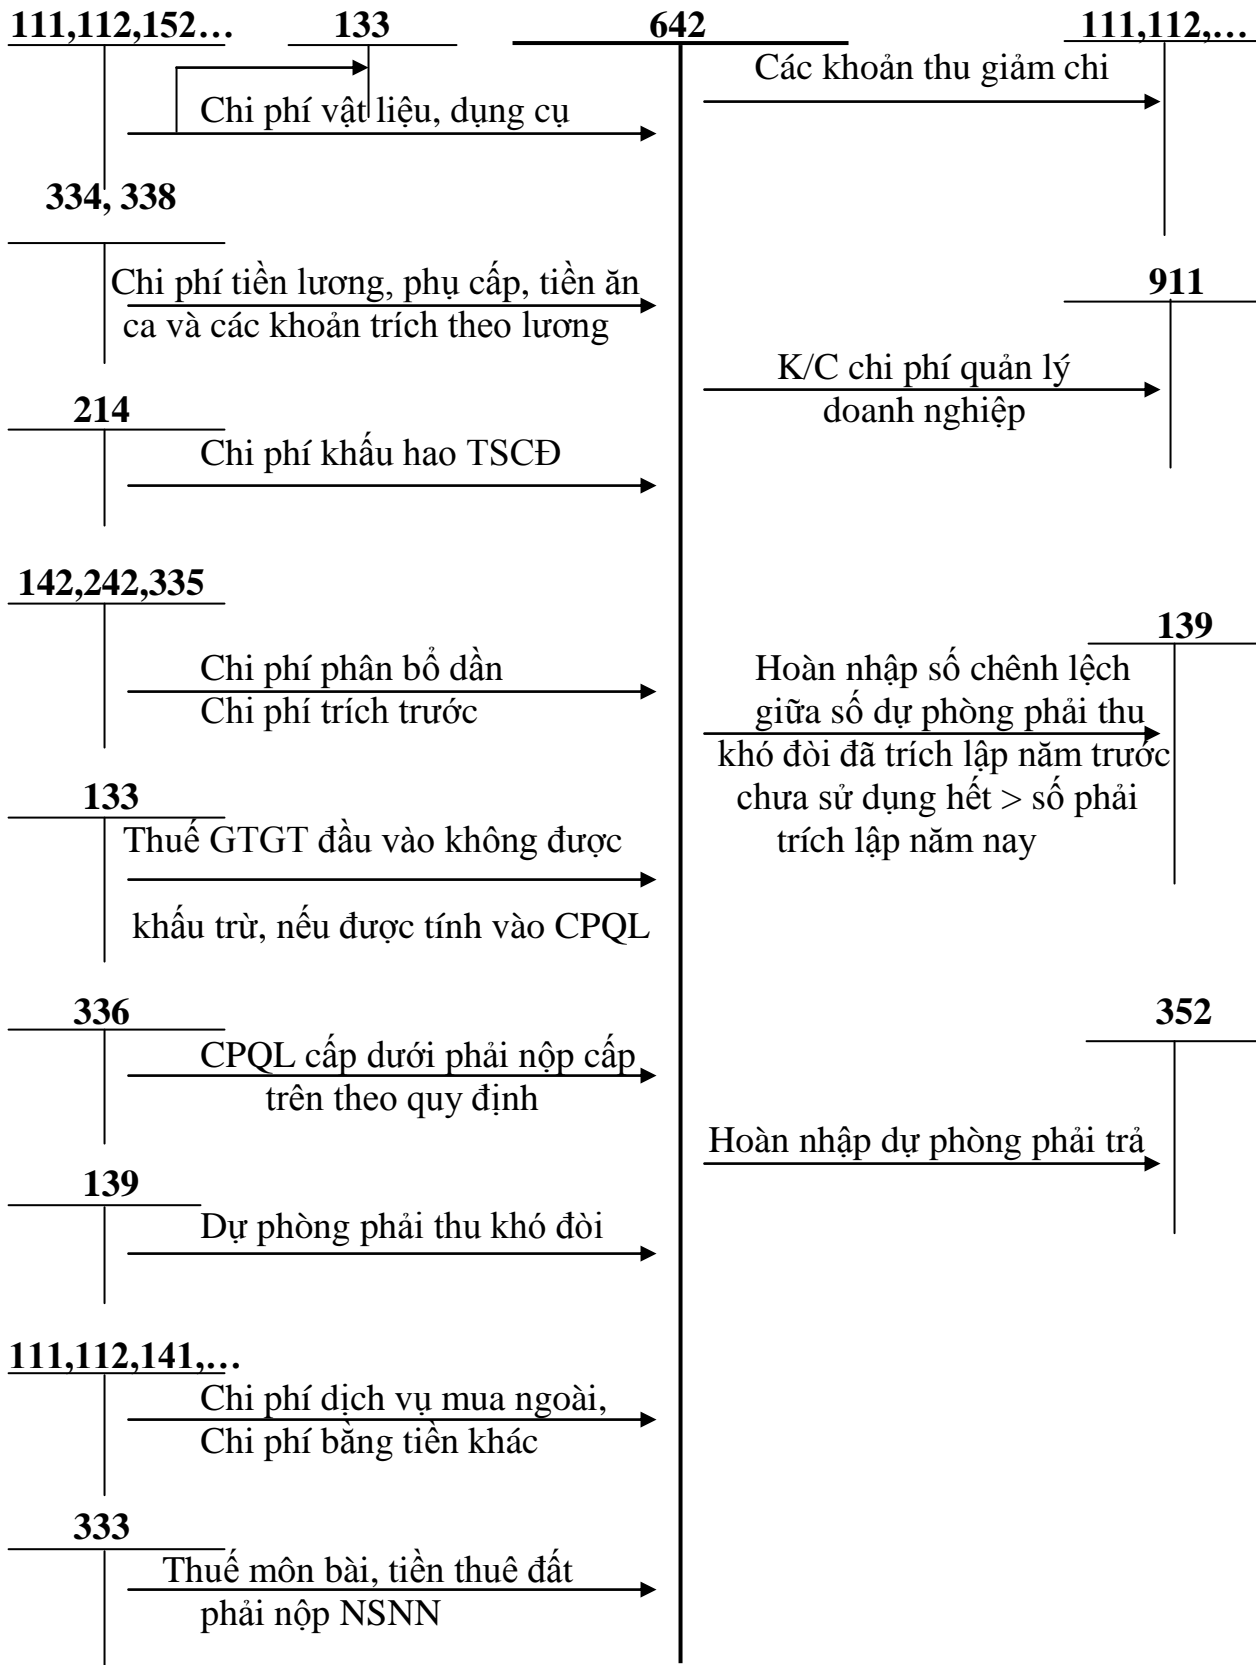 111,112,152… 133 642 111,112,…
Các khoản thu giảm chi
Chi phí vật liệu, dụng cụ
334, 338
Chi phí tiền lương, phụ cấp, tiền ăn
ca và các khoản trích theo lương
911
K/C chi phí quản lý
doanh nghiệp
214
Chi phí khấu hao TSCĐ
142,242,335
Chi phí phân bổ dần
Chi phí trích trước
139
Hoàn nhập số chênh lệch
giữa số dự phòng phải thu
khó đòi đã trích lập năm trước
chưa sử dụng hết > số phải
trích lập năm nay
133
Thuế GTGT đầu vào không được
khấu trừ, nếu được tính vào CPQL
336
CPQL cấp dưới phải nộp cấp
trên theo quy định
352
Hoàn nhập dự phòng phải trả
139
Dự phòng phải thu khó đòi
111,112,141,…
Chi phí dịch vụ mua ngoài,
Chi phí bằng tiền khác
333
Thuế môn bài, tiền thuê đất
phải nộp NSNN